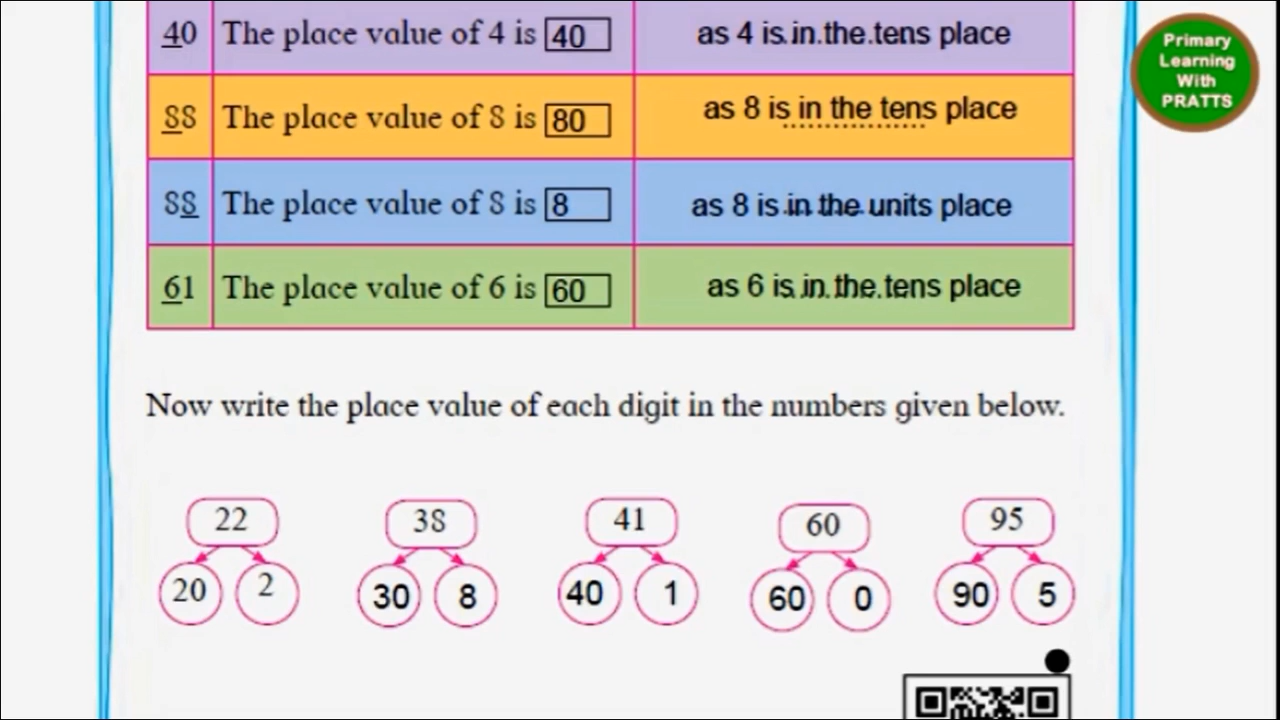 40 The place value of 4 is 40 as 4 is in the tens place
88 The place value of 8 is 80 as 8 is in the tens place
88 The place value of 8 is 8 as 8 is in the units place
61 The place value of 6 is 60 as 6 is in the tens place
Primary
Learning
With
PRATTS
Now write the place value of each digit in the numbers given below.
22 38 41 60 95
20 2 30 8 40 1 60 0 90 5